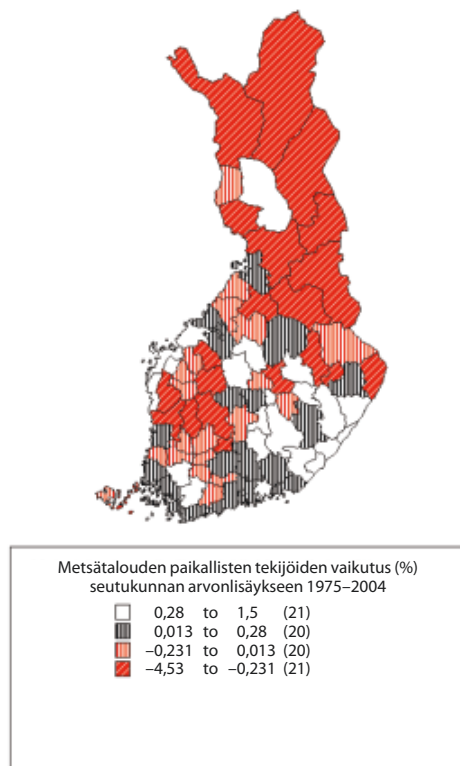 Metsätalouden paikallisten tekijöiden vaikutus (%)
seutukunnan arvonlisäykseen 1975–2004
0,28 to 1,5 (21)
0,013 to 0,28 (20)
−0,231 to 0,013 (20)
−4,53 to −0,231 (21)